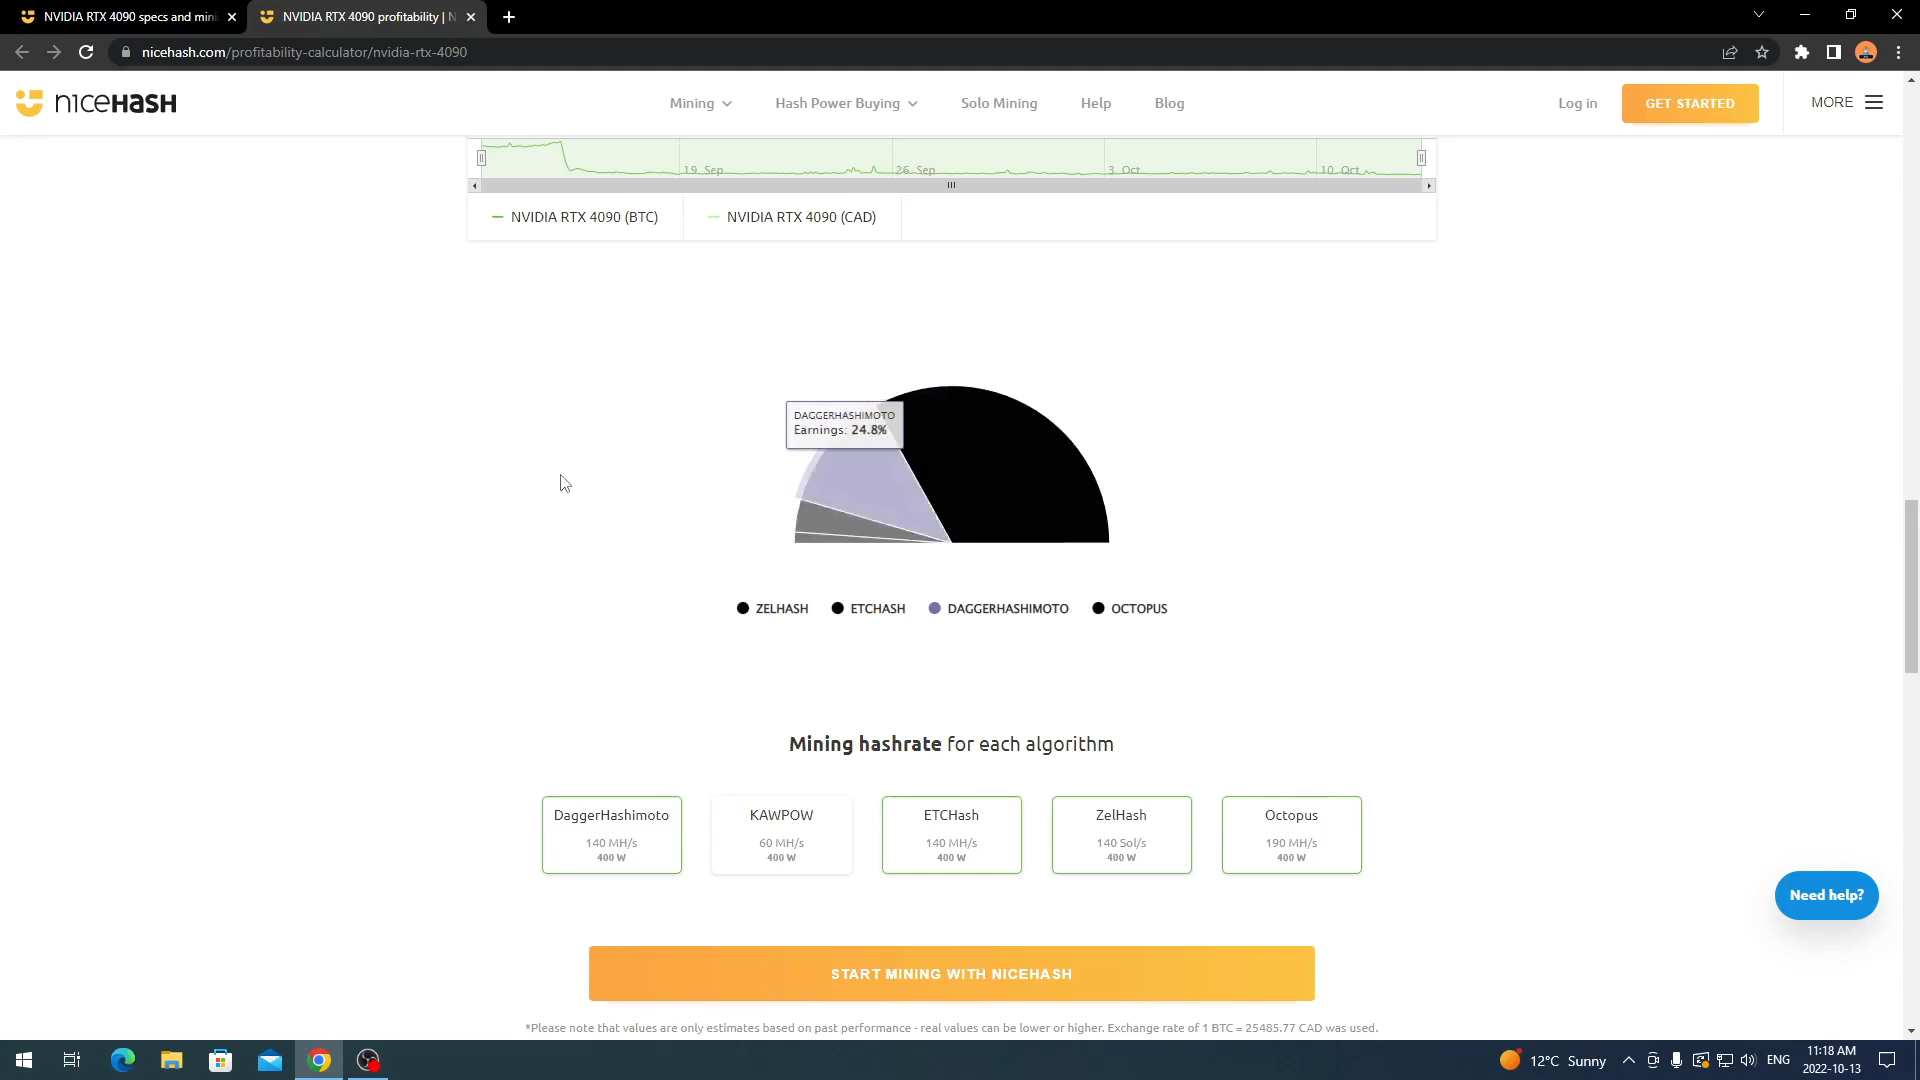 NVIDIA RTX 4090 specs and mini
NVIDIA RTX 4090 profitability | N
nicehash.com/profitability-calculator/nvidia-rtx-4090
niceHASH
Mining
Hash Power Buying
Solo Mining
Help
Blog
Log in
GET STARTED
MORE
19. Sep
26. Sep
3. Oct
10. Oct
NVIDIA RTX 4090 (BTC)
NVIDIA RTX 4090 (CAD)
DAGGERHASHIMOTO
Earnings: 24.8%
ZELHASH
ETCHASH
DAGGERHASHIMOTO
OCTOPUS
Mining hashrate for each algorithm
DaggerHashimoto
140 MH/s
400 W
KAWPOW
60 MH/s
400 W
ETCHash
140 MH/s
400 W
ZelHash
140 Sol/s
400 W
Octopus
190 MH/s
400 W
Need help?
START MINING WITH NICEHASH
*Please note that values are only estimates based on past performance - real values can be lower or higher. Exchange rate of 1 BTC = 25485.77 CAD was used.
12°C Sunny
ENG
11:18 AM
2022-10-13